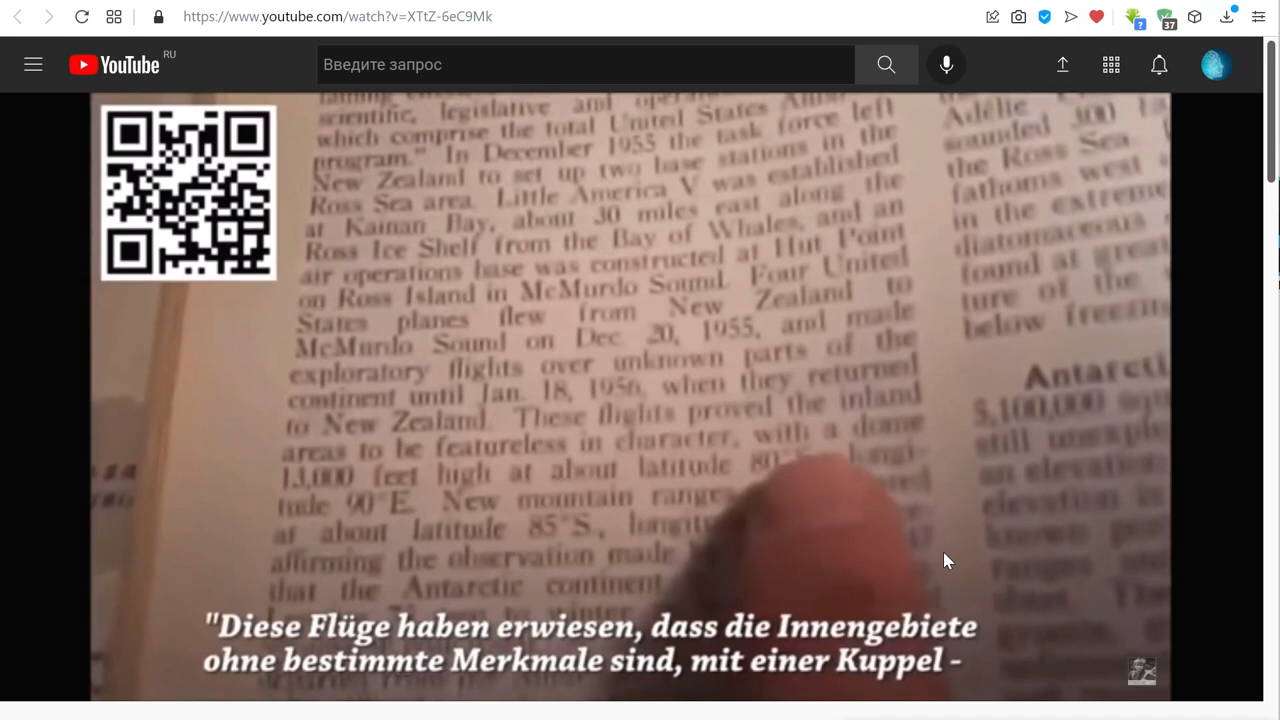 https://www.youtube.com/watch?v=XTtZ-6eC9Mk
?
37
YouTube RU
Введите запрос
scientific, legislative and
which comprise the total United States
program." In December 1955 the task force left
New Zealand to set up two base stations in the
Ross Sea area. Little America V was established
at Kainan Bay, about 30 miles east along the
Ross Ice Shelf from the Bay of Whales, and an
air operations base was constructed at Hut Point
on Ross Island in McMurdo Sound. Four United
States planes flew from New Zealand to
McMurdo Sound on Dec. 20, 1955, and made
exploratory flights over unknown parts of the
continent until Jan. 18, 1956, when they returned
to New Zealand. These flights proved the inland
areas to be featureless in character, with a dome
13,000 feet high at about latitude 80°S., longi-
tude 90°E. New mountain ranges
at about latitude 85°S.,
affirming the observation made
that the Antarctic continent
Adélie
sounded 300
the Ross Sea.
fathoms west
in the extreme
diatomaceous
found at great
ture of the
below freezin
Antarcti
5,100,000
still unexpl
an elevation
elevation
"Diese Flüge haben erwiesen, dass die Innengebiete
ohne bestimmte Merkmale sind, mit einer Kuppel -